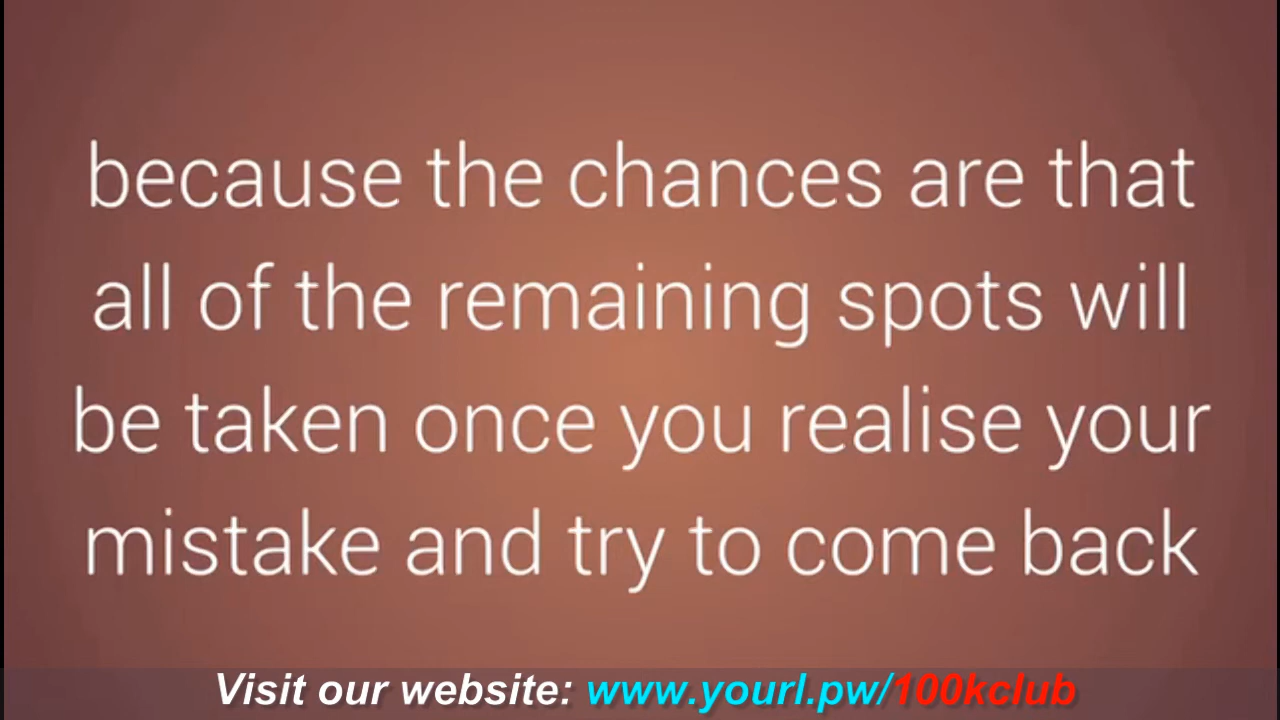 because the chances are that
all of the remaining spots will
be taken once you realise your
mistake and try to come back
Visit our website: www.yourl.pw/100kclub